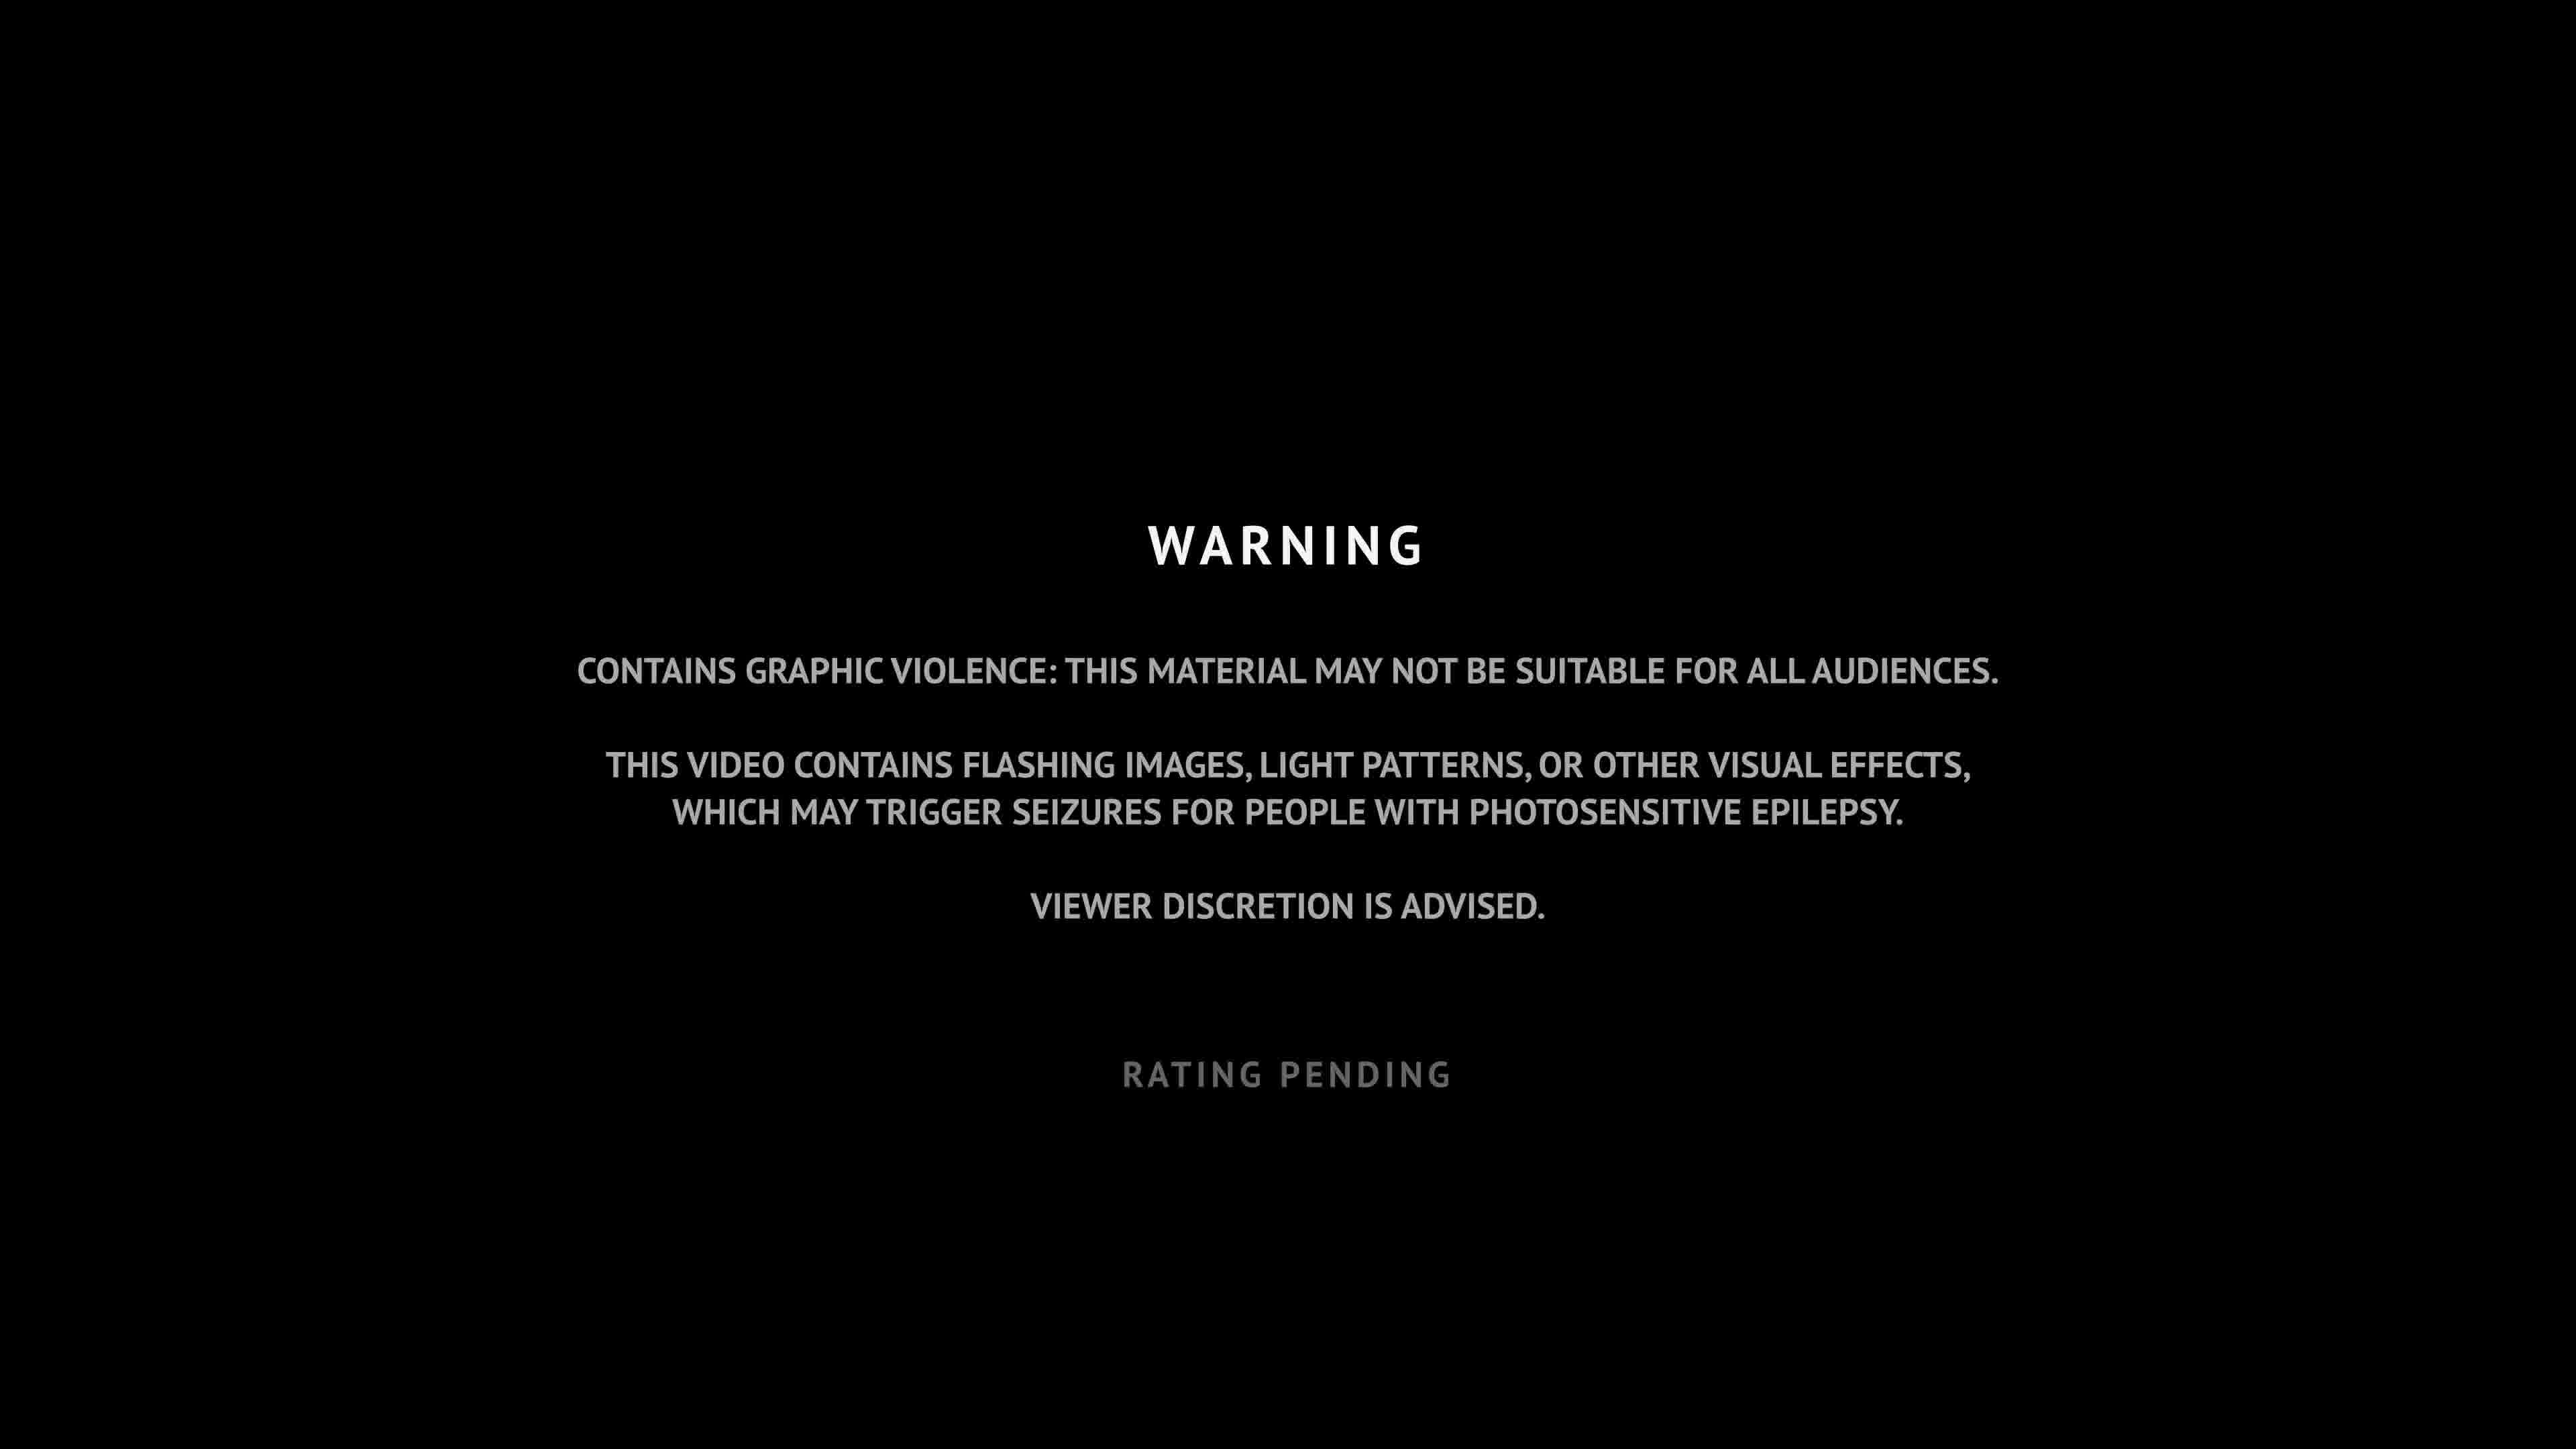 WARNING
CONTAINS GRAPHIC VIOLENCE: THIS MATERIAL MAY NOT BE SUITABLE FOR ALL AUDIENCES.
THIS VIDEO CONTAINS FLASHING IMAGES, LIGHT PATTERNS, OR OTHER VISUAL EFFECTS,
WHICH MAY TRIGGER SEIZURES FOR PEOPLE WITH PHOTOSENSITIVE EPILEPSY.
VIEWER DISCRETION IS ADVISED.
RATING PENDING